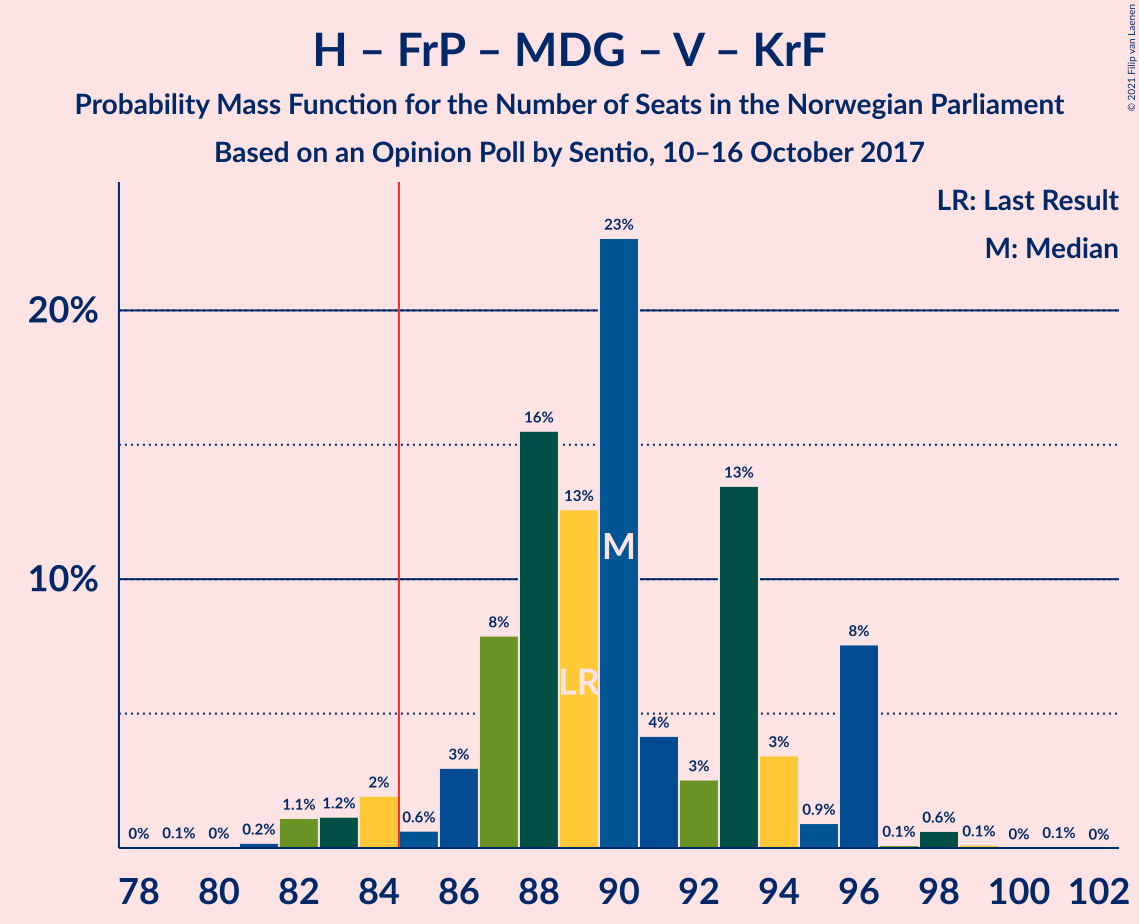 H – FrP – MDG – V – KrF
Probability Mass Function for the Number of Seats in the Norwegian Parliament
Based on an Opinion Poll by Sentio, 10–16 October 2017
© 2021 Filip van Laenen
LR: Last Result
M: Median
20%
10%
0% 0.1% 0% 0.2% 1.1% 1.2% 2% 0.6% 3% 8% 16% 13% 23% 4% 3% 13% 3% 0.9% 8% 0.1% 0.6% 0.1% 0% 0.1% 0%
M
LR
78 80 82 84 86 88 90 92 94 96 98 100 102